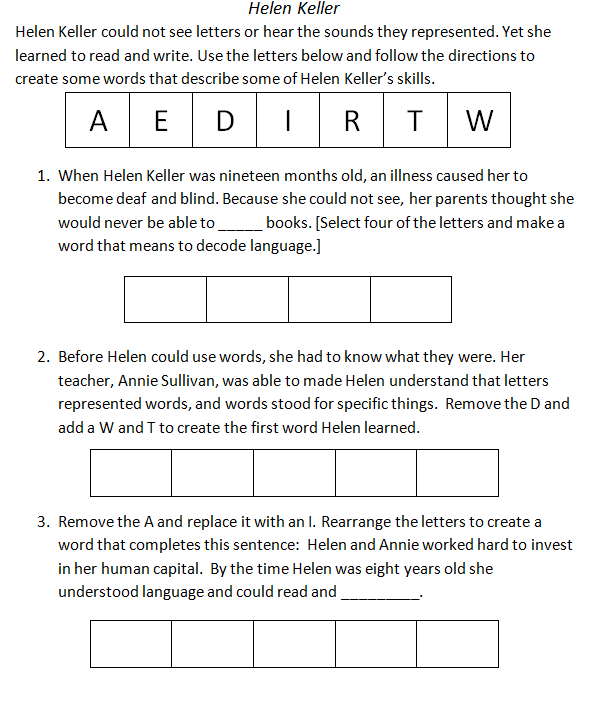 Helen Keller
Helen Keller could not see letters or hear the sounds they represented. Yet she
learned to read and write. Use the letters below and follow the directions to
create some words that describe some of Helen Keller's skills.
A E D I R T W
1. When Helen Keller was nineteen months old, an illness caused her to
become deaf and blind. Because she could not see, her parents thought she
would never be able to _____ books. [Select four of the letters and make a
word that means to decode language.]
2. Before Helen could use words, she had to know what they were. Her
teacher, Annie Sullivan, was able to made Helen understand that letters
represented words, and words stood for specific things. Remove the D and
add a W and T to create the first word Helen learned.
3. Remove the A and replace it with an I. Rearrange the letters to create a
word that completes this sentence: Helen and Annie worked hard to invest
in her human capital. By the time Helen was eight years old she
understood language and could read and _________.